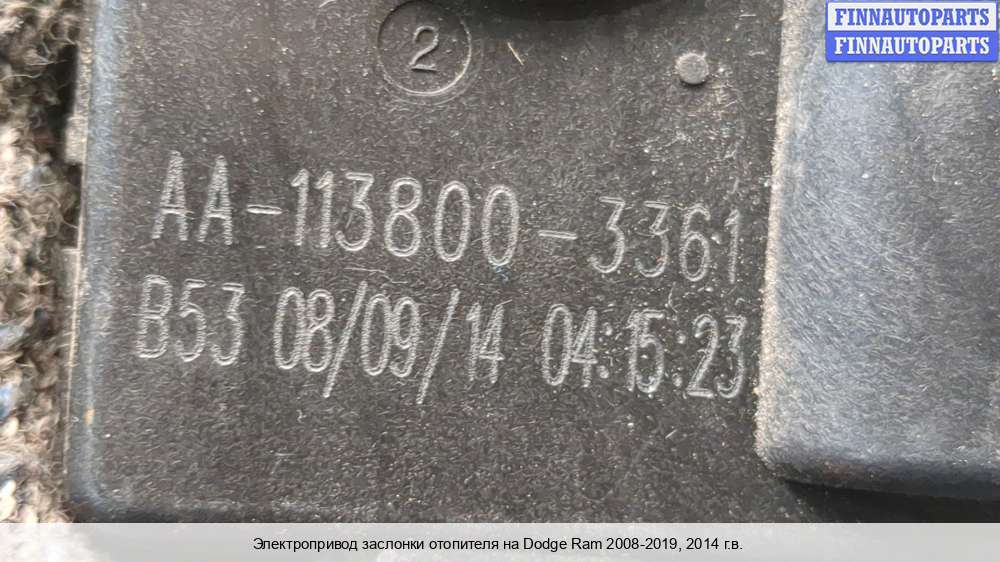 FINNAUTOPARTS
FINNAUTOPARTS
2
AA-113800-3361
B53 08/09/14 04:15:23
Электропривод заслонки отопителя на Dodge Ram 2008-2019, 2014 г.в.